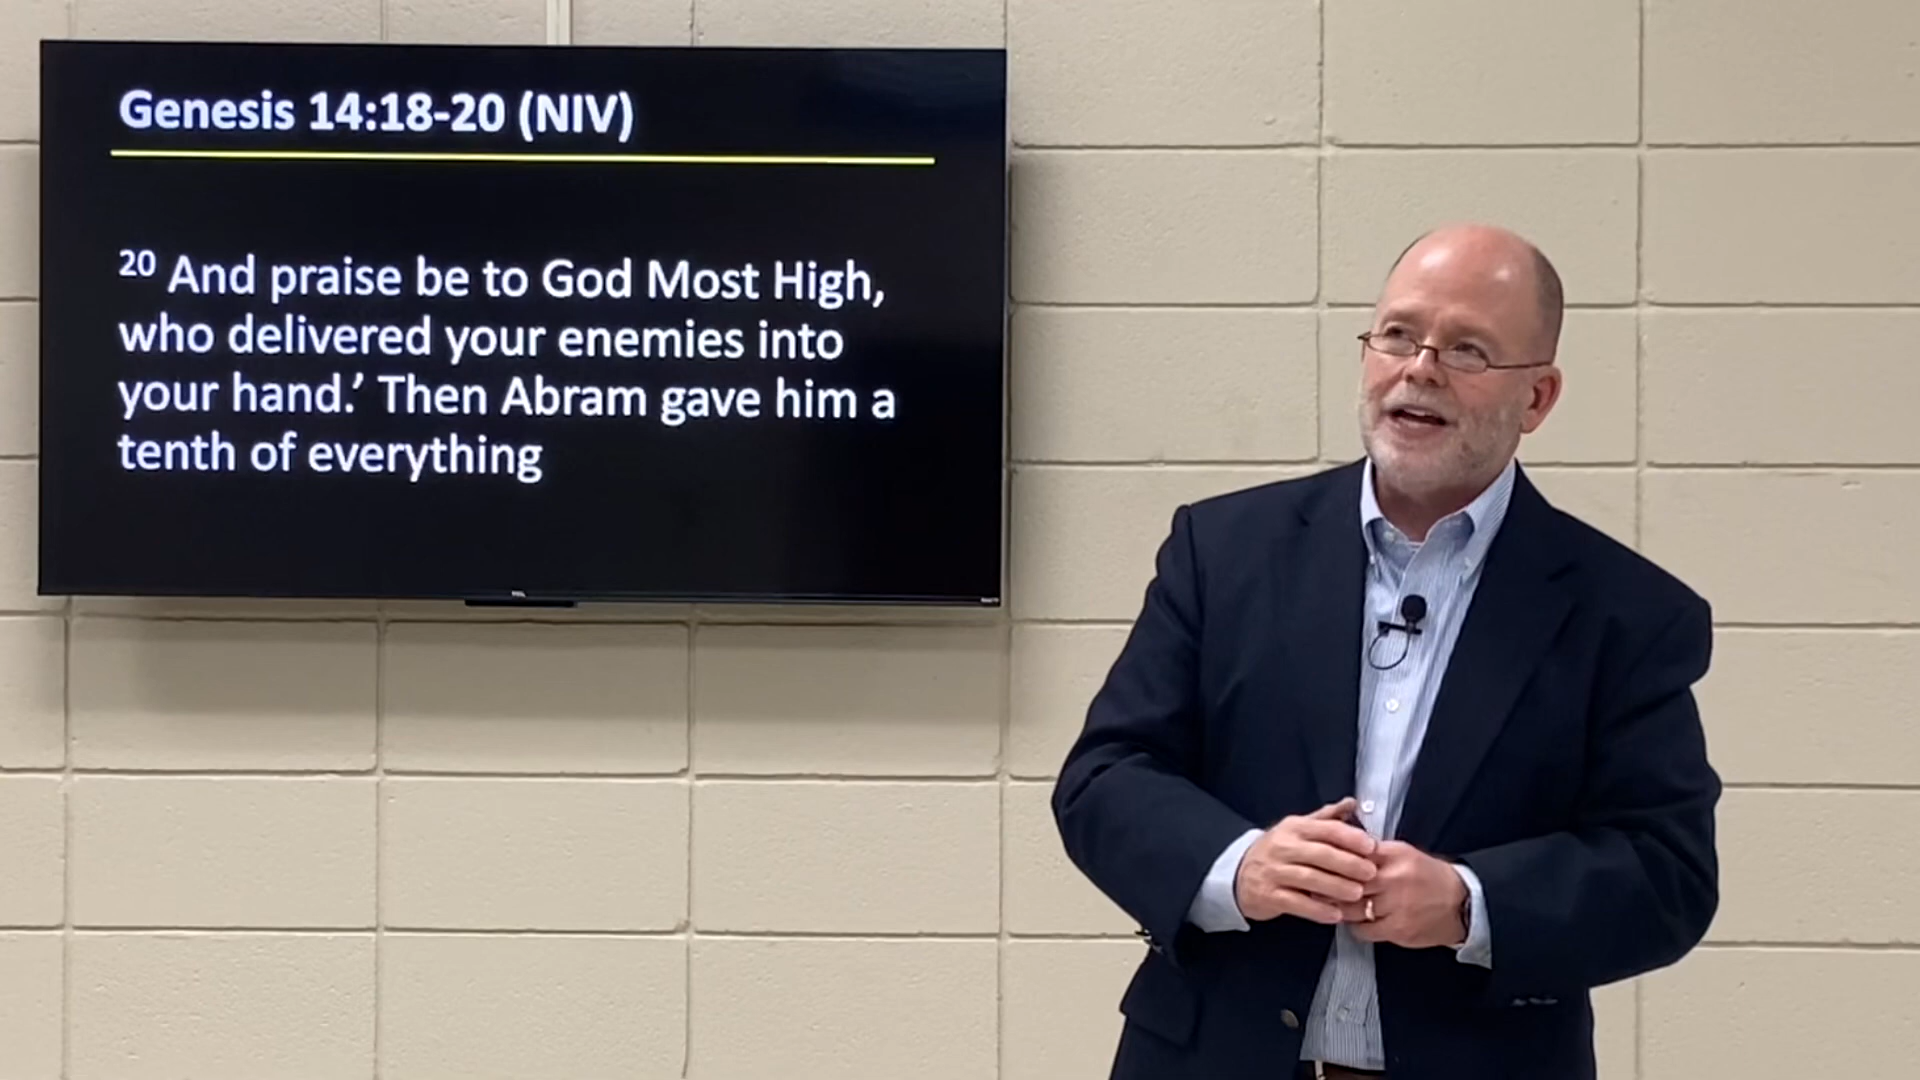 Genesis 14:18-20 (NIV)
20 And praise be to God Most High,
who delivered your enemies into
your hand.’ Then Abram gave him a
tenth of everything
TCL